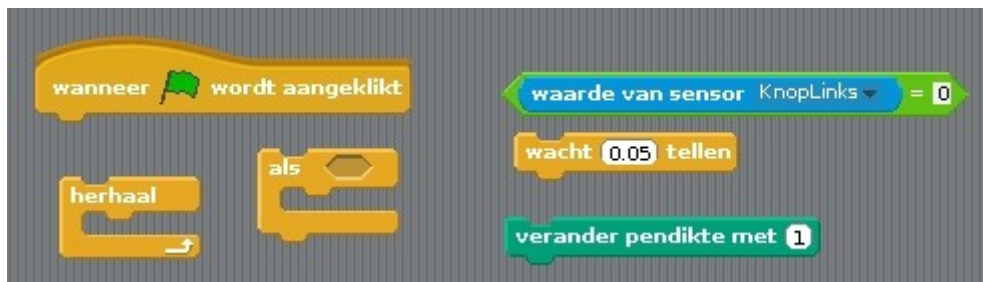 wanneer wordt aangeklikt
herhaal
als
waarde van sensor KnopLinks = 0
wacht 0.05 tellen
verander pendikte met 1